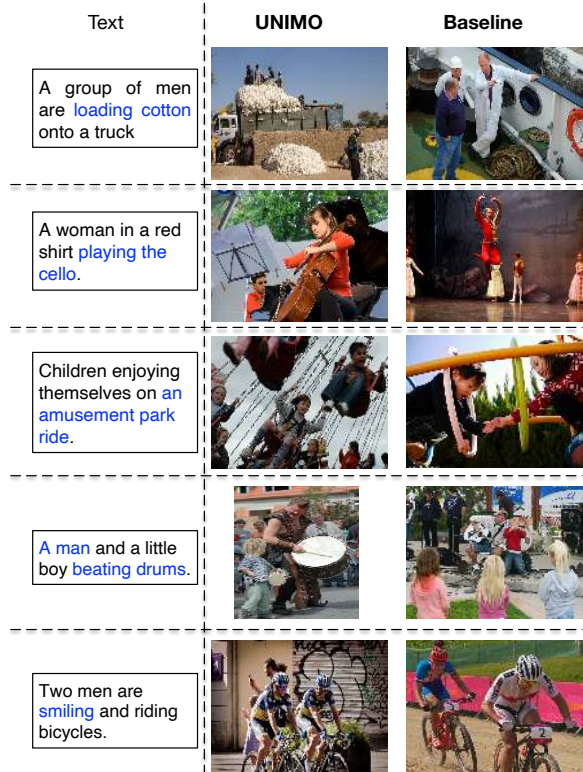 Text UNIMO Baseline
A group of men
are loading cotton
onto a truck
A woman in a red
shirt playing the
cello.
Children enjoying
themselves on an
amusement park
ride.
A man and a little
boy beating drums.
Two men are
smiling and riding
bicycles.
2